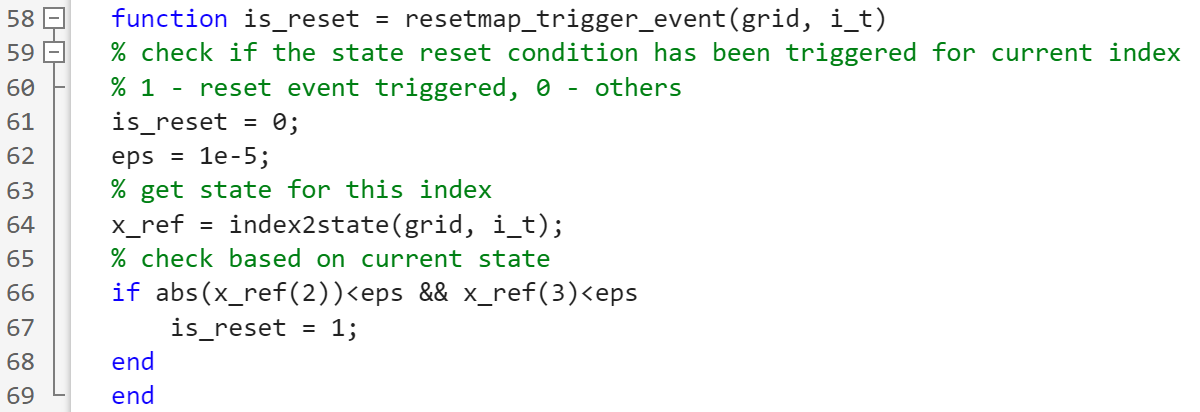 58 function is_reset = resetmap_trigger_event(grid, i_t)
59 % check if the state reset condition has been triggered for current index
60 % 1 - reset event triggered, 0 - others
61 is_reset = 0;
62 eps = 1e-5;
63 % get state for this index
64 x_ref = index2state(grid, i_t);
65 % check based on current state
66 if abs(x_ref(2))<eps && x_ref(3)<eps
67     is_reset = 1;
68 end
69 end